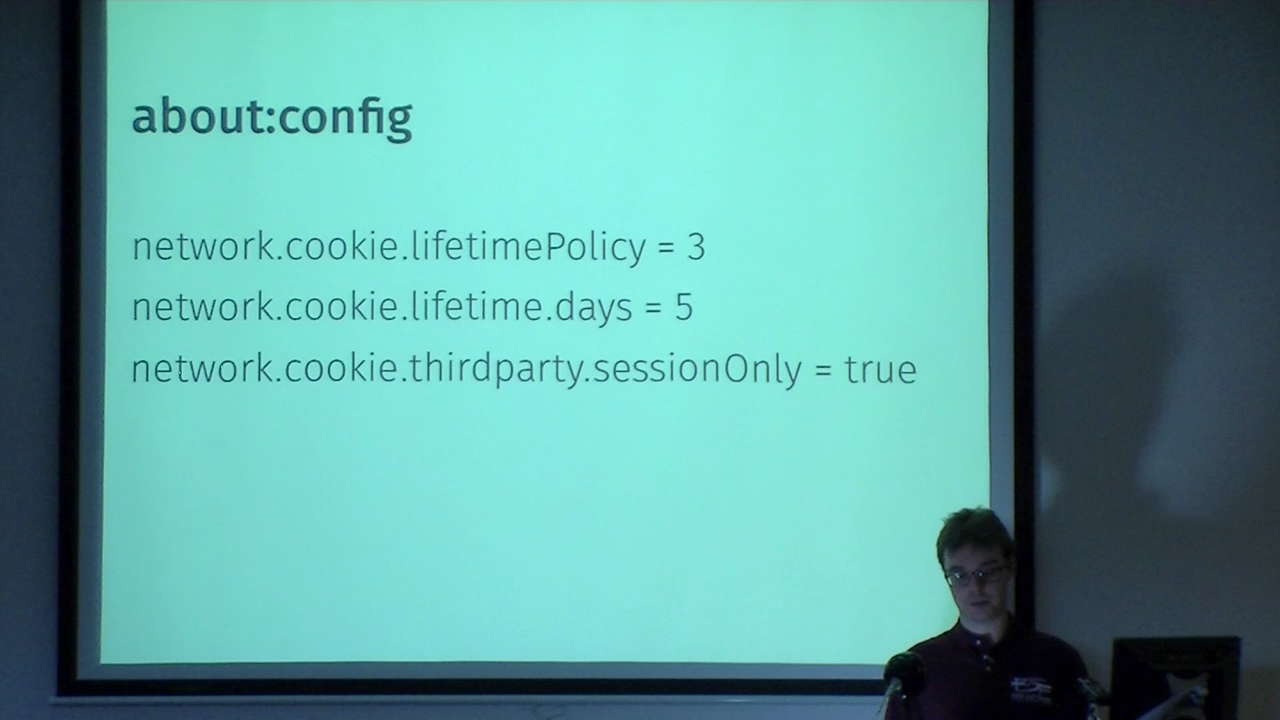 about:config
network.cookie.lifetimePolicy = 3
network.cookie.lifetime.days = 5
network.cookie.thirdparty.sessionOnly = true